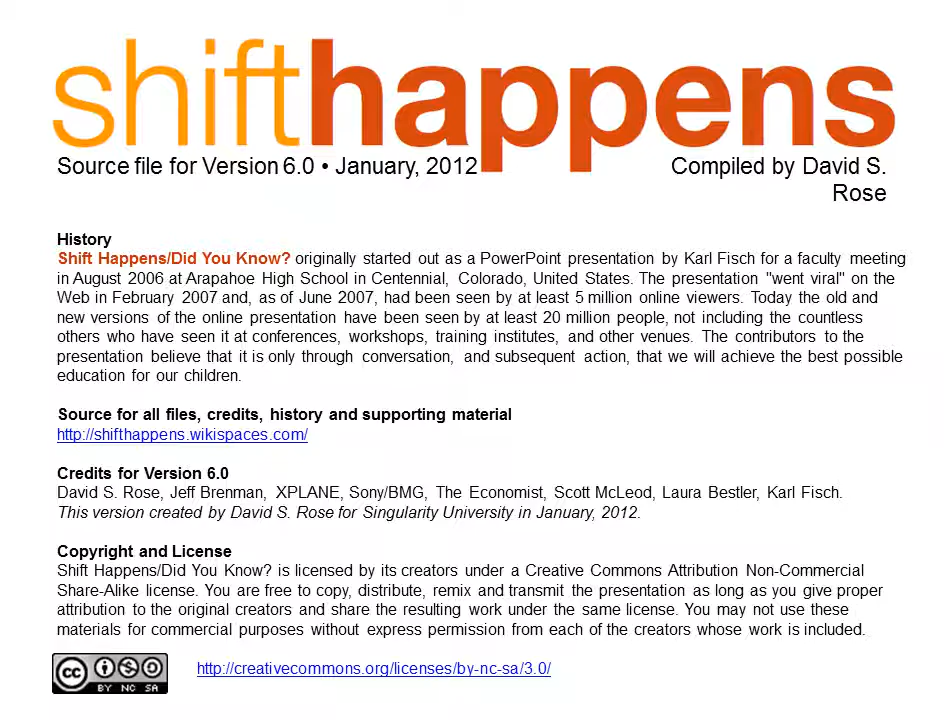 shifthappens
Source file for Version 6.0 • January, 2012
Compiled by David S.
Rose
History
Shift Happens/Did You Know? originally started out as a PowerPoint presentation by Karl Fisch for a faculty meeting
in August 2006 at Arapahoe High School in Centennial, Colorado, United States. The presentation "went viral" on the
Web in February 2007 and, as of June 2007, had been seen by at least 5 million online viewers. Today the old and
new versions of the online presentation have been seen by at least 20 million people, not including the countless
others who have seen it at conferences, workshops, training institutes, and other venues. The contributors to the
presentation believe that it is only through conversation, and subsequent action, that we will achieve the best possible
education for our children.
Source for all files, credits, history and supporting material
http://shifthappens.wikispaces.com/
Credits for Version 6.0
David S. Rose, Jeff Brenman, XPLANE, Sony/BMG, The Economist, Scott McLeod, Laura Bestler, Karl Fisch.
This version created by David S. Rose for Singularity University in January, 2012.
Copyright and License
Shift Happens/Did You Know? is licensed by its creators under a Creative Commons Attribution Non-Commercial
Share-Alike license. You are free to copy, distribute, remix and transmit the presentation as long as you give proper
attribution to the original creators and share the resulting work under the same license. You may not use these
materials for commercial purposes without express permission from each of the creators whose work is included.
cc
BY NC SA
http://creativecommons.org/licenses/by-nc-sa/3.0/